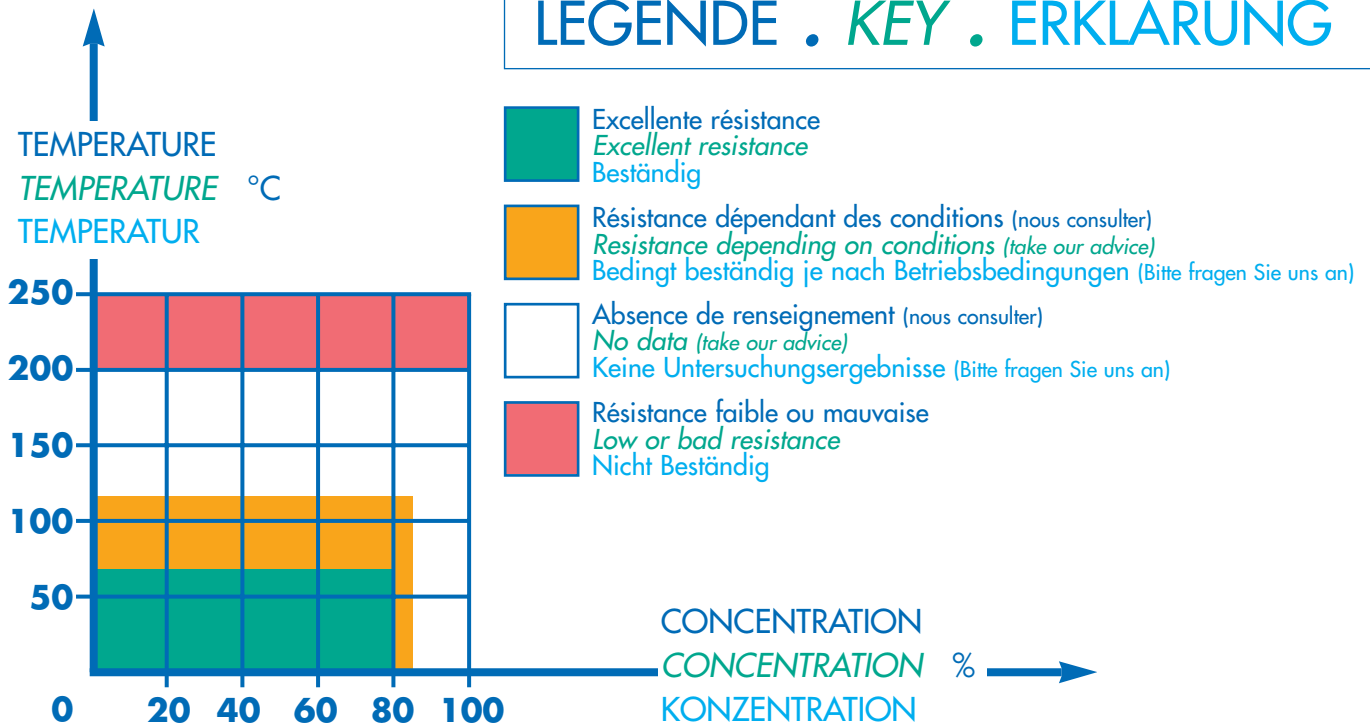 LEGENDE . KEY . ERKLÄRUNG
TEMPERATURE
TEMPERATURE °C
TEMPERATUR
Excellente résistance
Excellent resistance
Beständig
Résistance dépendant des conditions (nous consulter)
Resistance depending on conditions (take our advice)
Bedingt beständig je nach Betriebsbedingungen (Bitte fragen Sie uns an)
Absence de renseignement (nous consulter)
No data (take our advice)
Keine Untersuchungsergebnisse (Bitte fragen Sie uns an)
Résistance faible ou mauvaise
Low or bad resistance
Nicht Beständig
250
200
150
100
50
0 20 40 60 80 100
CONCENTRATION
CONCENTRATION %
KONZENTRATION